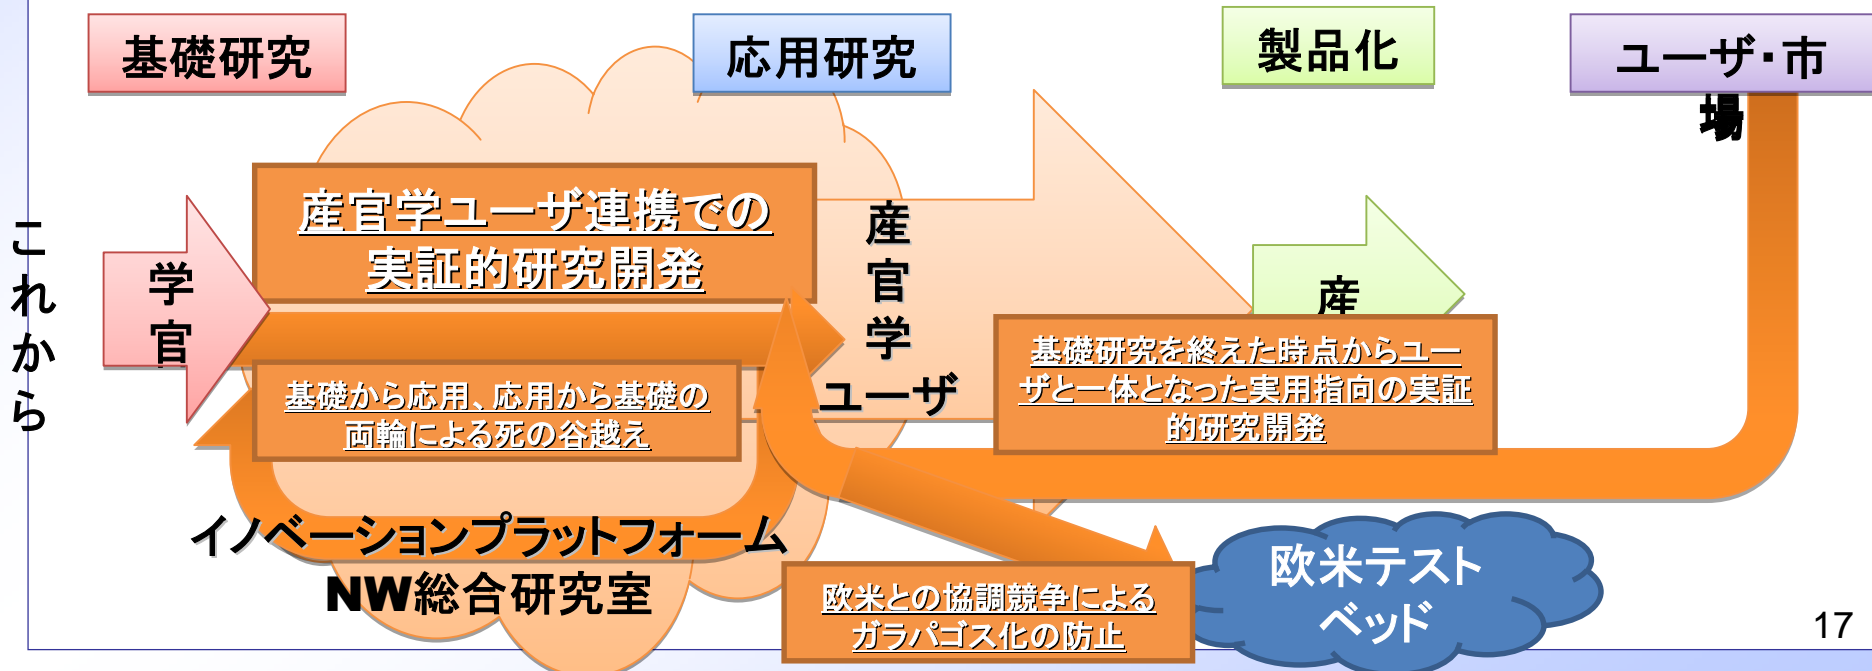 基礎研究
応用研究
製品化
ユーザ・市
場
これから
学
官
産官学ユーザ連携での
実証的研究開発
産
官
学
ユーザ
産
基礎から応用、応用から基礎の
両輪による死の谷越え
基礎研究を終えた時点からユー
ザと一体となった実用指向の実証
的研究開発
イノベーションプラットフォーム
NW総合研究室
欧米との協調競争による
ガラパゴス化の防止
欧米テスト
ベッド
17